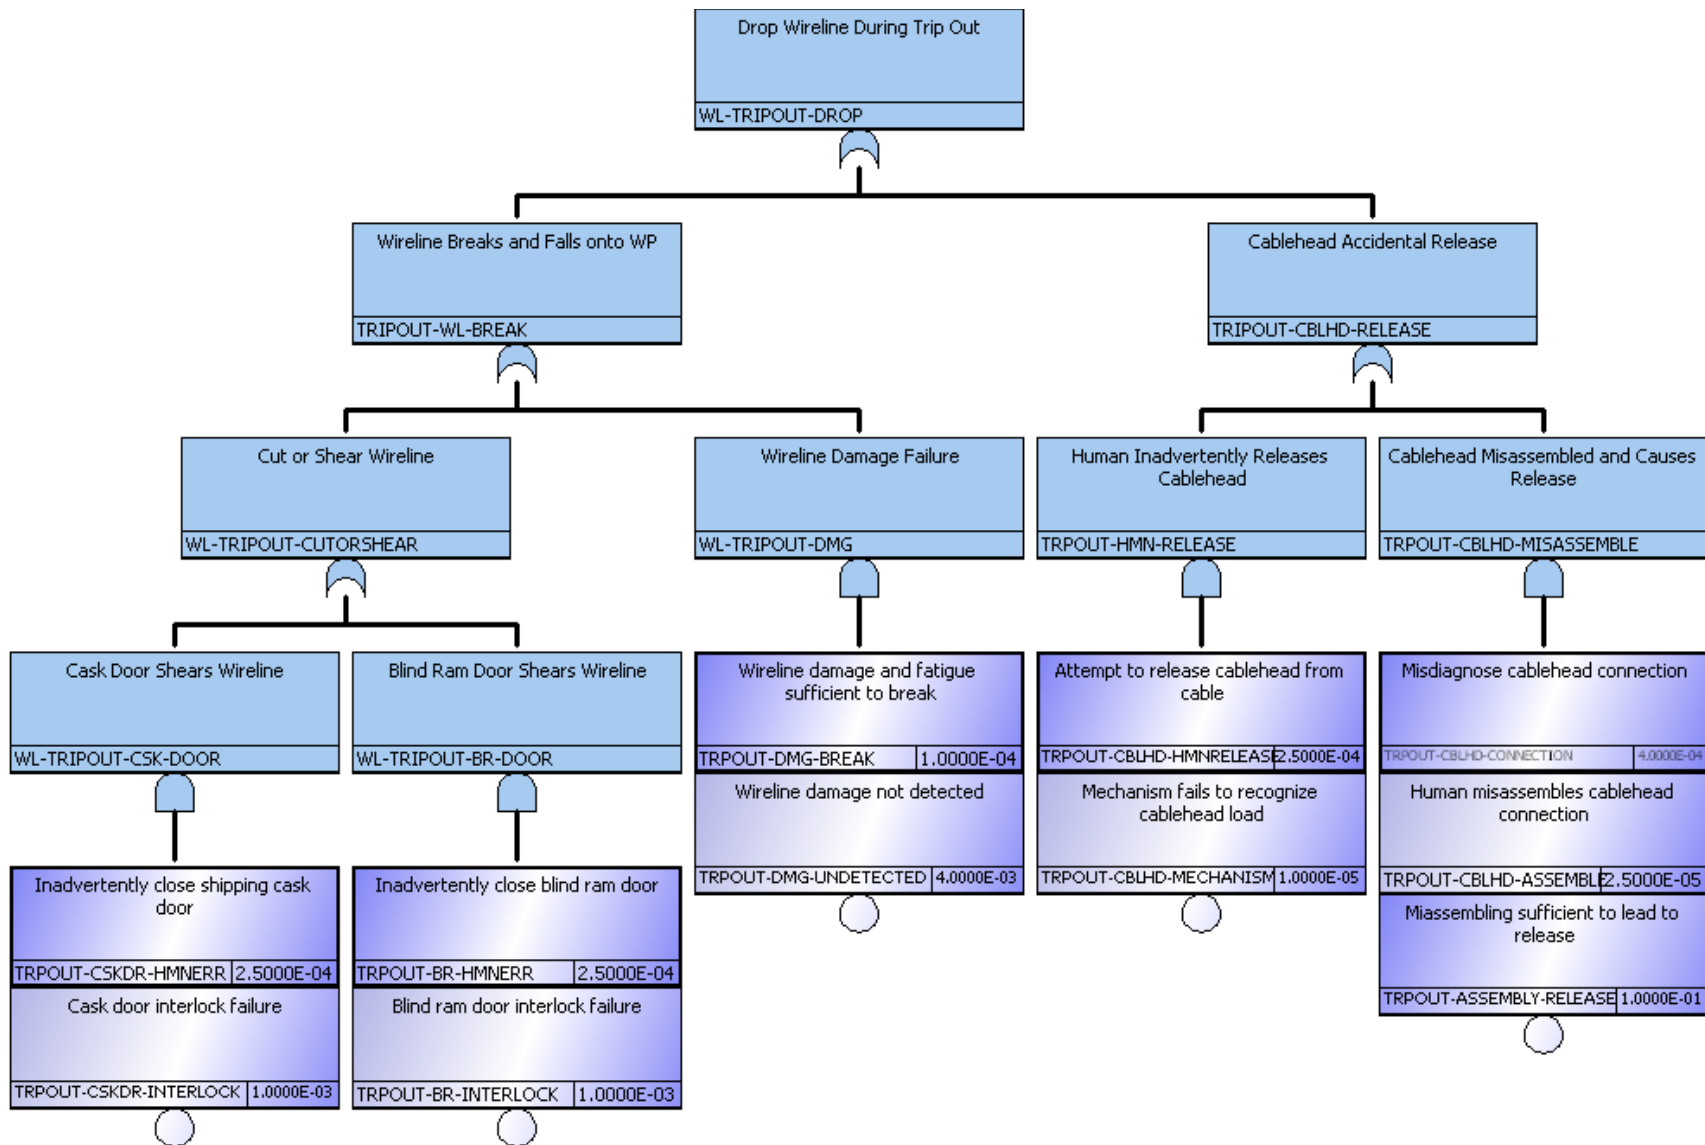 Drop Wireline During Trip Out
WL-TRIPOUT-DROP
Wireline Breaks and Falls onto WP
TRIPOUT-WL-BREAK
Cablehead Accidental Release
TRIPOUT-CBLHD-RELEASE
Cut or Shear Wireline
WL-TRIPOUT-CUTORSHEAR
Wireline Damage Failure
WL-TRIPOUT-DMG
Human Inadvertently Releases
Cablehead
TRPOUT-HMN-RELEASE
Cablehead Misassembled and Causes
Release
TRPOUT-CBLHD-MISASSEMBLE
Cask Door Shears Wireline
WL-TRIPOUT-CSK-DOOR
Blind Ram Door Shears Wireline
WL-TRIPOUT-BR-DOOR
Wireline damage and fatigue
sufficient to break
TRPOUT-DMG-BREAK 1.0000E-04
Wireline damage not detected
TRPOUT-DMG-UNDETECTED 4.0000E-03
Attempt to release cablehead from
cable
TRPOUT-CBLHD-HMNRELEASE 2.5000E-04
Mechanism fails to recognize
cablehead load
TRPOUT-CBLHD-MECHANISM 1.0000E-05
Misdiagnose cablehead connection
TRPOUT-CBLHD-CONNECTION 4.0000E-04
Human misassembles cablehead
connection
TRPOUT-CBLHD-ASSEMBLE 2.5000E-05
Miassembling sufficient to lead to
release
TRPOUT-ASSEMBLY-RELEASE 1.0000E-01
Inadvertently close shipping cask
door
TRPOUT-CSKDR-HMNERR 2.5000E-04
Cask door interlock failure
TRPOUT-CSKDR-INTERLOCK 1.0000E-03
Inadvertently close blind ram door
TRPOUT-BR-HMNERR 2.5000E-04
Blind ram door interlock failure
TRPOUT-BR-INTERLOCK 1.0000E-03